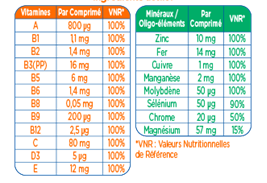 Vitamines Par Comprimé VNR*
A 800 µg 100%
B1 1,1 mg 100%
B2 1,4 mg 100%
B3(PP) 16 mg 100%
B5 6 mg 100%
B6 1,4 mg 100%
B8 0,05 mg 100%
B9 200 µg 100%
B12 2,5 µg 100%
C 80 mg 100%
D3 5 µg 100%
E 12 mg 100%
Minéraux / Oligo-éléments Par Comprimé VNR*
Zinc 10 mg 100%
Fer 14 mg 100%
Cuivre 1 mg 100%
Manganèse 2 mg 100%
Molybdène 50 µg 100%
Sélénium 50 µg 90%
Chrome 20 µg 50%
Magnésium 57 mg 15%
*VNR : Valeurs Nutritionnelles
de Référence